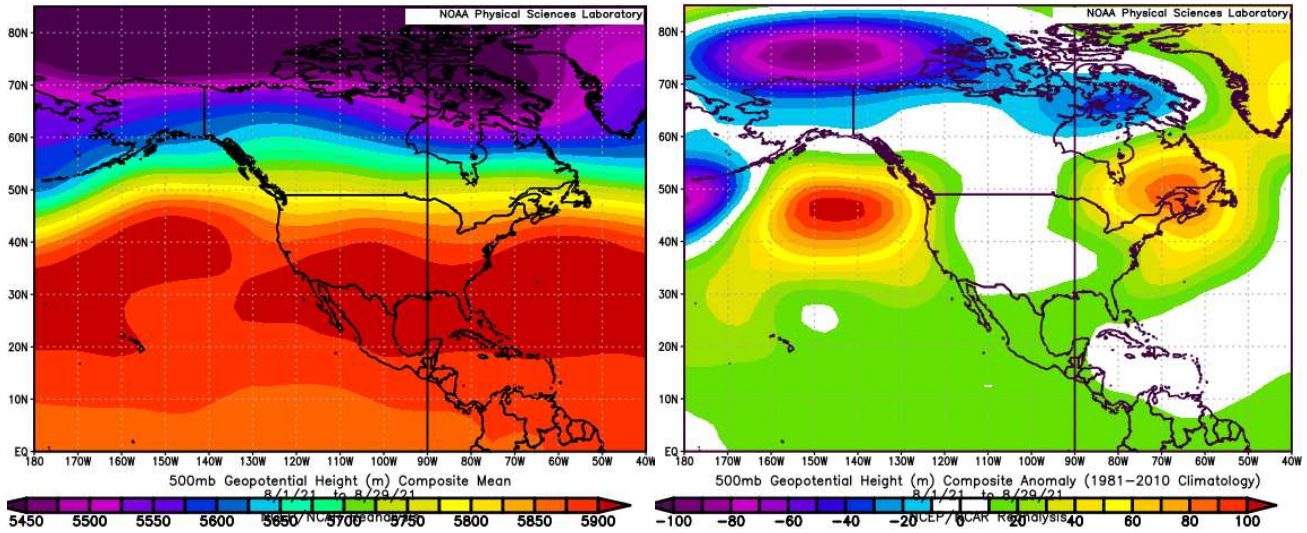 NOAA Physical Sciences Laboratory
80N
70N
60N
50N
40N
30N
20N
10N
EQ
180 170W 160W 150W 140W 130W 120W 110W 100W 90W 80W 70W 60W 50W 40W
500mb Geopotential Height (m) Composite Mean
8/1/21 to 8/29/21
5450 5500 5550 5600 5650 5700 5750 5800 5850 5900
NOAA Physical Sciences Laboratory
80N
70N
60N
50N
40N
30N
20N
10N
EQ
180 170W 160W 150W 140W 130W 120W 110W 100W 90W 80W 70W 60W 50W 40W
500mb Geopotential Height (m) Composite Anomaly (1981-2010 Climatology)
8/1/21 to 8/29/21
-100 -80 -60 -40 -20 0 20 40 60 80 100
NCEP/NCAR Reanalysis